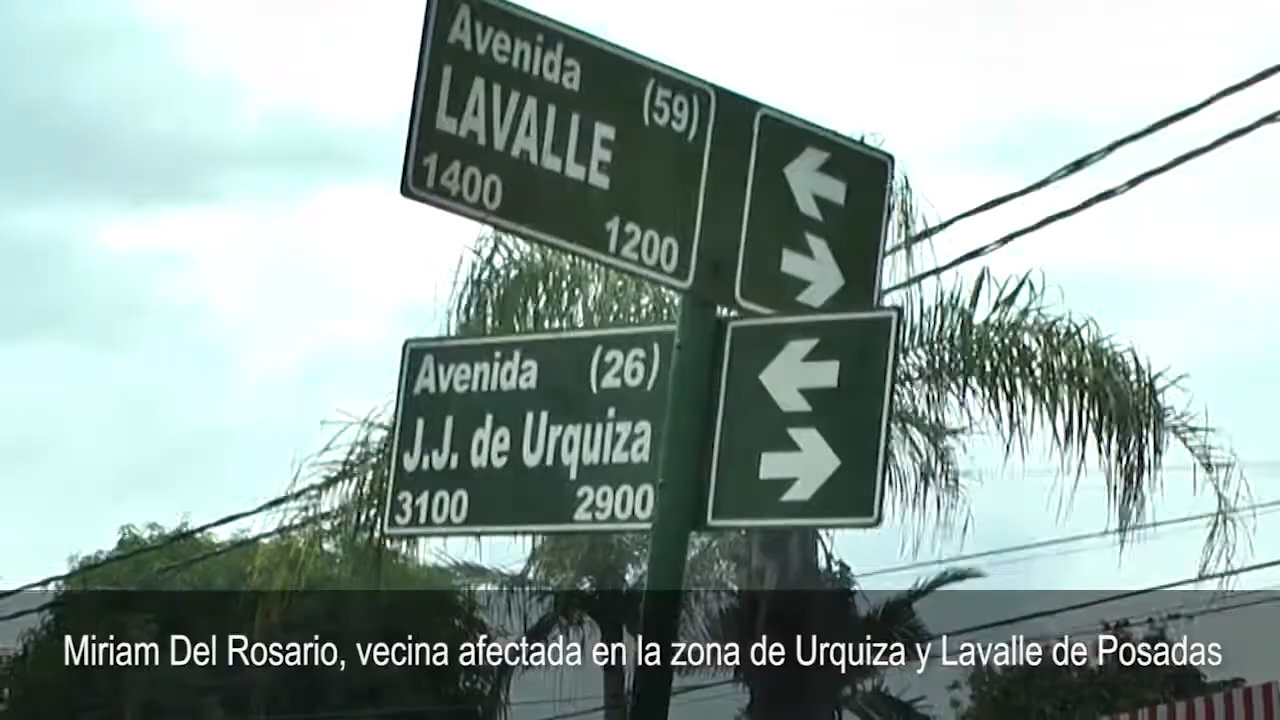 Avenida (59)
LAVALLE
1400 1200
Avenida (26)
J.J. de Urquiza
3100 2900
Miriam Del Rosario, vecina afectada en la zona de Urquiza y Lavalle de Posadas